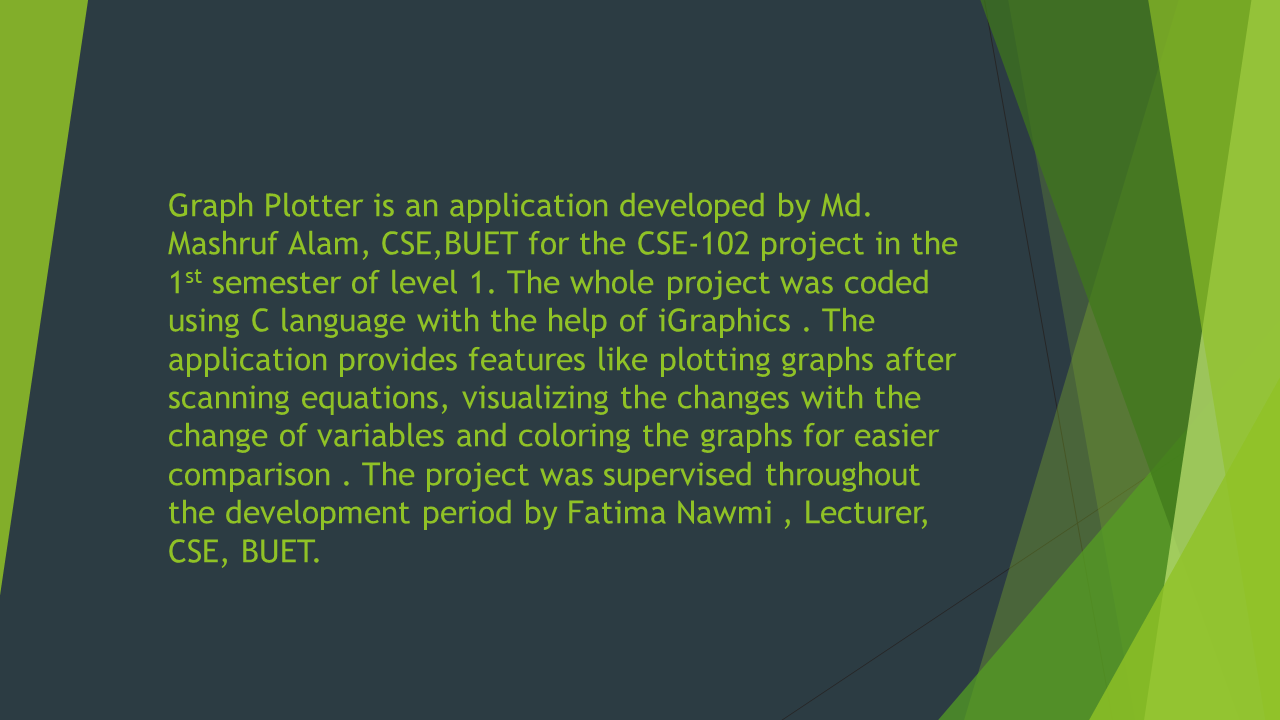 Graph Plotter is an application developed by Md.
Mashruf Alam, CSE,BUET for the CSE-102 project in the
1st semester of level 1. The whole project was coded
using C language with the help of iGraphics . The
application provides features like plotting graphs after
scanning equations, visualizing the changes with the
change of variables and coloring the graphs for easier
comparison . The project was supervised throughout
the development period by Fatima Nawmi , Lecturer,
CSE, BUET.